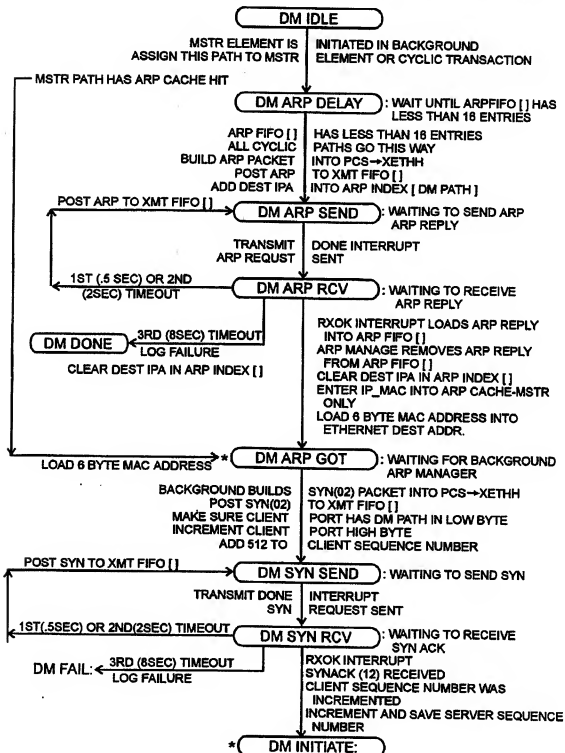 DM IDLE
MSTR ELEMENT IS INITIATED IN BACKGROUND
ASSIGN THIS PATH TO MSTR ELEMENT OR CYCLIC TRANSACTION
MSTR PATH HAS ARP CACHE HIT
DM ARP DELAY : WAIT UNTIL ARPFIFO [ ] HAS
LESS THAN 16 ENTRIES
ARP FIFO [ ] HAS LESS THAN 16 ENTRIES
ALL CYCLIC PATHS GO THIS WAY
BUILD ARP PACKET INTO PCS→XETHH
POST ARP TO XMT FIFO [ ]
ADD DEST IPA INTO ARP INDEX [ DM PATH ]
POST ARP TO XMT FIFO [ ]
DM ARP SEND : WAITING TO SEND ARP
ARP REPLY
TRANSMIT DONE INTERRUPT
ARP REQUST SENT
1ST (.5 SEC) OR 2ND
(2SEC) TIMEOUT
DM ARP RCV : WAITING TO RECEIVE
ARP REPLY
DM DONE
3RD (8SEC) TIMEOUT
LOG FAILURE
CLEAR DEST IPA IN ARP INDEX [ ]
RXOK INTERRUPT LOADS ARP REPLY
INTO ARP FIFO [ ]
ARP MANAGE REMOVES ARP REPLY
FROM ARP FIFO [ ]
CLEAR DEST IPA IN ARP INDEX [ ]
ENTER IP_MAC INTO ARP CACHE-MSTR
ONLY
LOAD 6 BYTE MAC ADDRESS INTO
ETHERNET DEST ADDR.
LOAD 6 BYTE MAC ADDRESS
* DM ARP GOT : WAITING FOR BACKGROUND
ARP MANAGER
BACKGROUND BUILDS SYN(02) PACKET INTO PCS→XETHH
POST SYN(02) TO XMT FIFO [ ]
MAKE SURE CLIENT PORT HAS DM PATH IN LOW BYTE
INCREMENT CLIENT PORT HIGH BYTE
ADD 512 TO CLIENT SEQUENCE NUMBER
POST SYN TO XMT FIFO [ ]
DM SYN SEND : WAITING TO SEND SYN
TRANSMIT DONE INTERRUPT
SYN REQUEST SENT
1ST(.5SEC) OR 2ND(2SEC) TIMEOUT
DM SYN RCV : WAITING TO RECEIVE
SYN ACK
DM FAIL:
3RD (8SEC) TIMEOUT
LOG FAILURE
RXOK INTERRUPT
SYNACK (12) RECEIVED
CLIENT SEQUENCE NUMBER WAS
INCREMENTED
INCREMENT AND SAVE SERVER SEQUENCE
NUMBER
* DM INITIATE: